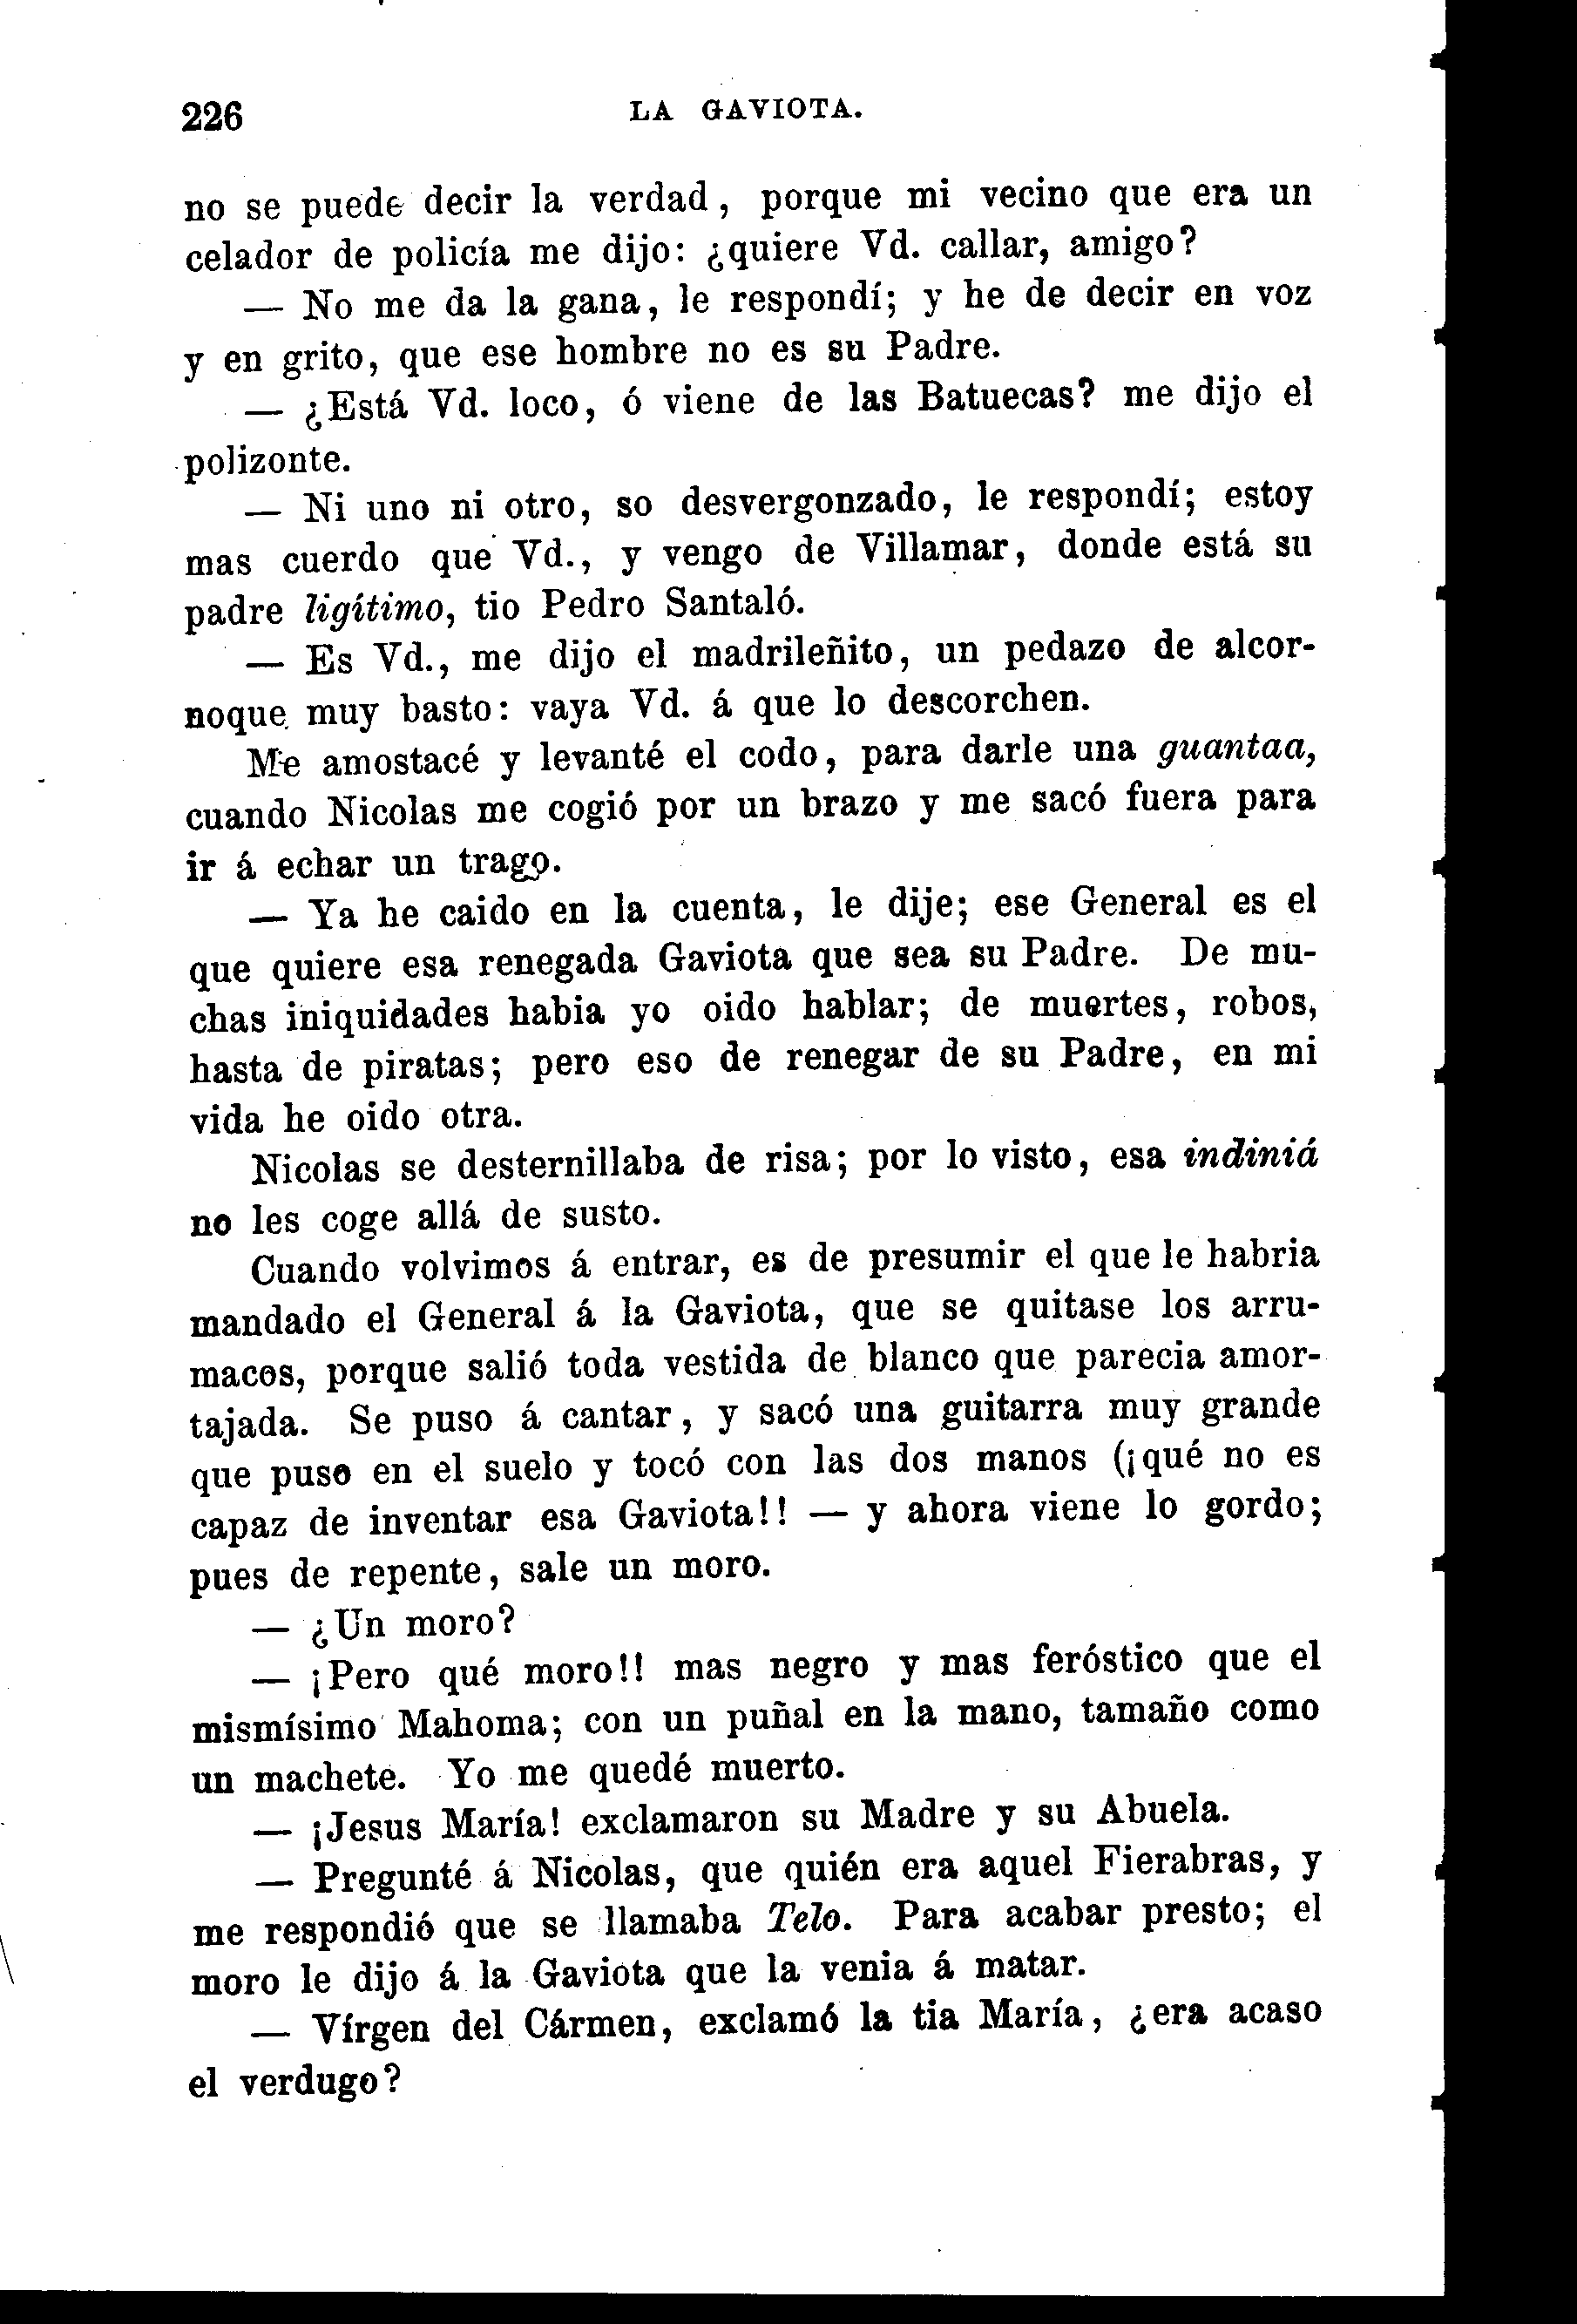 226
LA GAVIOTA.
no se puede decir la verdad, porque mi vecino que era un
celador de policía me dijo: ¿quiere Vd. callar, amigo?
— No me da la gana, le respondí; y he de decir en voz
y en grito, que ese hombre no es su Padre.
— ¿Está Vd. loco, ó viene de las Batuecas? me dijo el
polizonte.
— Ni uno ni otro, so desvergonzado, le respondí; estoy
mas cuerdo que Vd., y vengo de Villamar, donde está su
padre ligítimo, tio Pedro Santaló.
— Es Vd., me dijo el madrileñito, un pedazo de alcor-
noque muy basto: vaya Vd. á que lo descorchen.
Me amostacé y levanté el codo, para darle una guantaa,
cuando Nicolas me cogió por un brazo y me sacó fuera para
ir á echar un trago.
— Ya he caido en la cuenta, le dije; ese General es el
que quiere esa renegada Gaviota que sea su Padre. De mu-
chas iniquidades habia yo oido hablar; de muertes, robos,
hasta de piratas; pero eso de renegar de su Padre, en mi
vida he oido otra.
Nicolas se desternillaba de risa; por lo visto, esa indiniá
no les coge allá de susto.
Cuando volvimos á entrar, es de presumir el que le habria
mandado el General á la Gaviota, que se quitase los arru-
macos, porque salió toda vestida de blanco que parecia amor-
tajada. Se puso á cantar, y sacó una guitarra muy grande
que puso en el suelo y tocó con las dos manos (¡qué no es
capaz de inventar esa Gaviota!! — y ahora viene lo gordo;
pues de repente, sale un moro.
— ¿Un moro?
— ¡Pero qué moro!! mas negro y mas feróstico que el
mismísimo Mahoma; con un puñal en la mano, tamaño como
un machete. Yo me quedé muerto.
— ¡Jesus María! exclamaron su Madre y su Abuela.
— Pregunté á Nicolas, que quién era aquel Fierabras, y
me respondió que se llamaba Telo. Para acabar presto; el
moro le dijo á la Gaviota que la venia á matar.
— Vírgen del Cármen, exclamó la tia María, ¿era acaso
el verdugo?